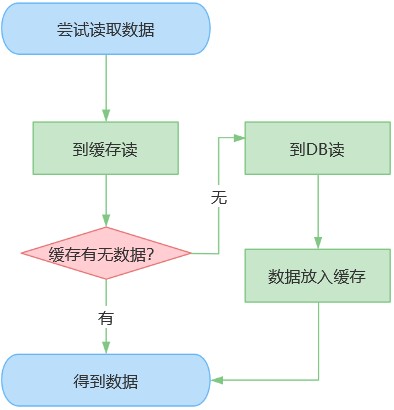 尝试读取数据
到缓存读
到DB读
无
缓存有无数据?
数据放入缓存
有
得到数据